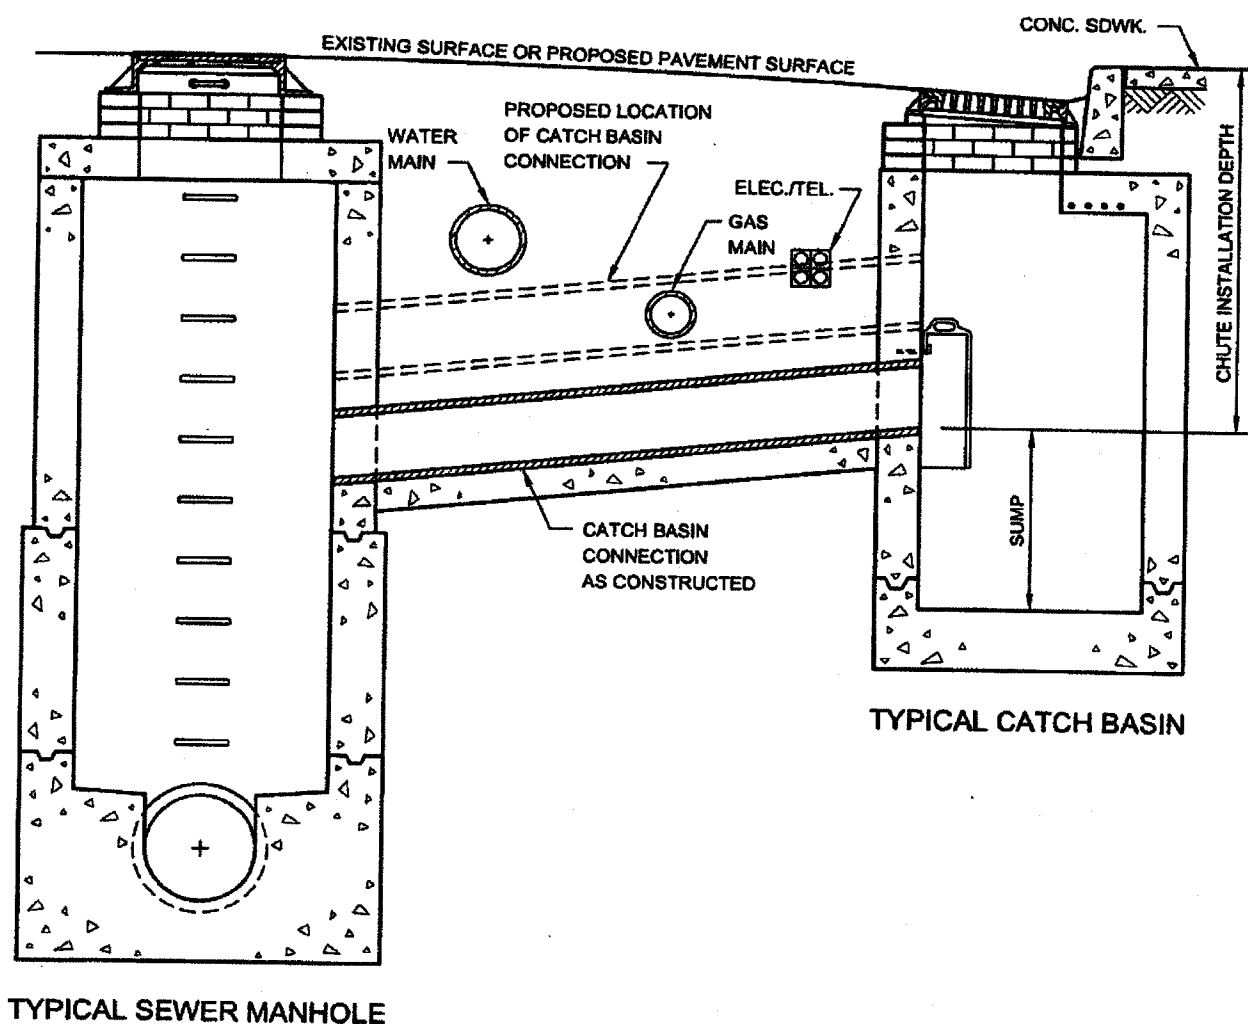 CONC. SDWK.
EXISTING SURFACE OR PROPOSED PAVEMENT SURFACE
PROPOSED LOCATION
OF CATCH BASIN
CONNECTION
WATER
MAIN
ELEC./TEL.
GAS
MAIN
CHUTE INSTALLATION DEPTH
SUMP
CATCH BASIN
CONNECTION
AS CONSTRUCTED
TYPICAL CATCH BASIN
TYPICAL SEWER MANHOLE